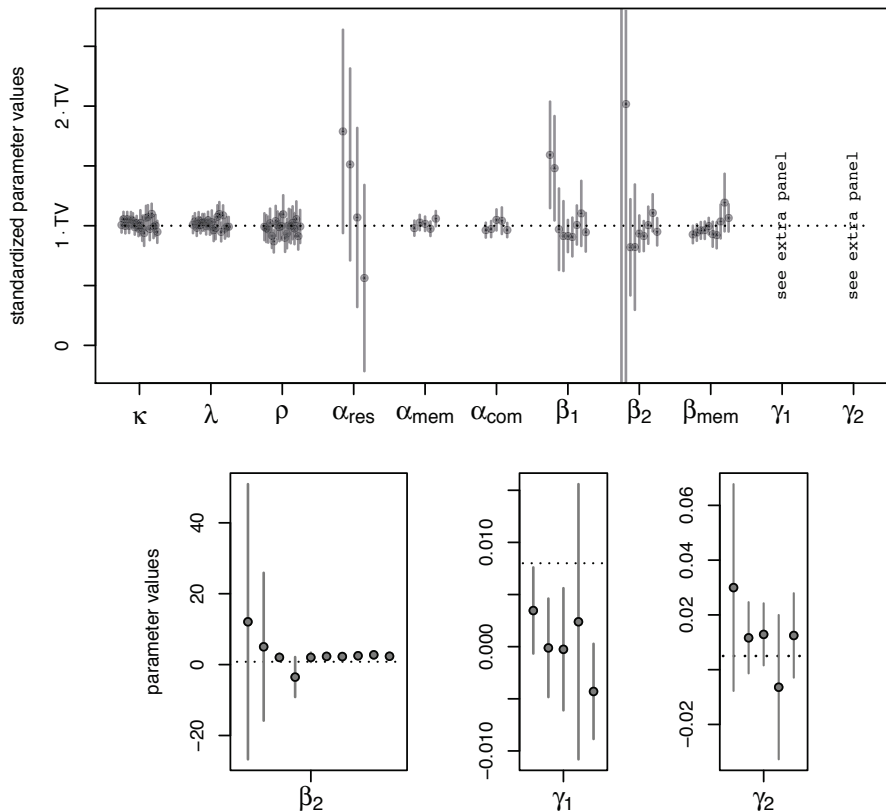 standardized parameter values
2·TV
1·TV
0
see extra panel
see extra panel
κ
λ
ρ
αres
αmem
αcom
β1
β2
βmem
γ1
γ2
parameter values
40
20
0
−20
β2
0.010
0.000
−0.010
γ1
0.06
0.04
0.02
−0.02
γ2